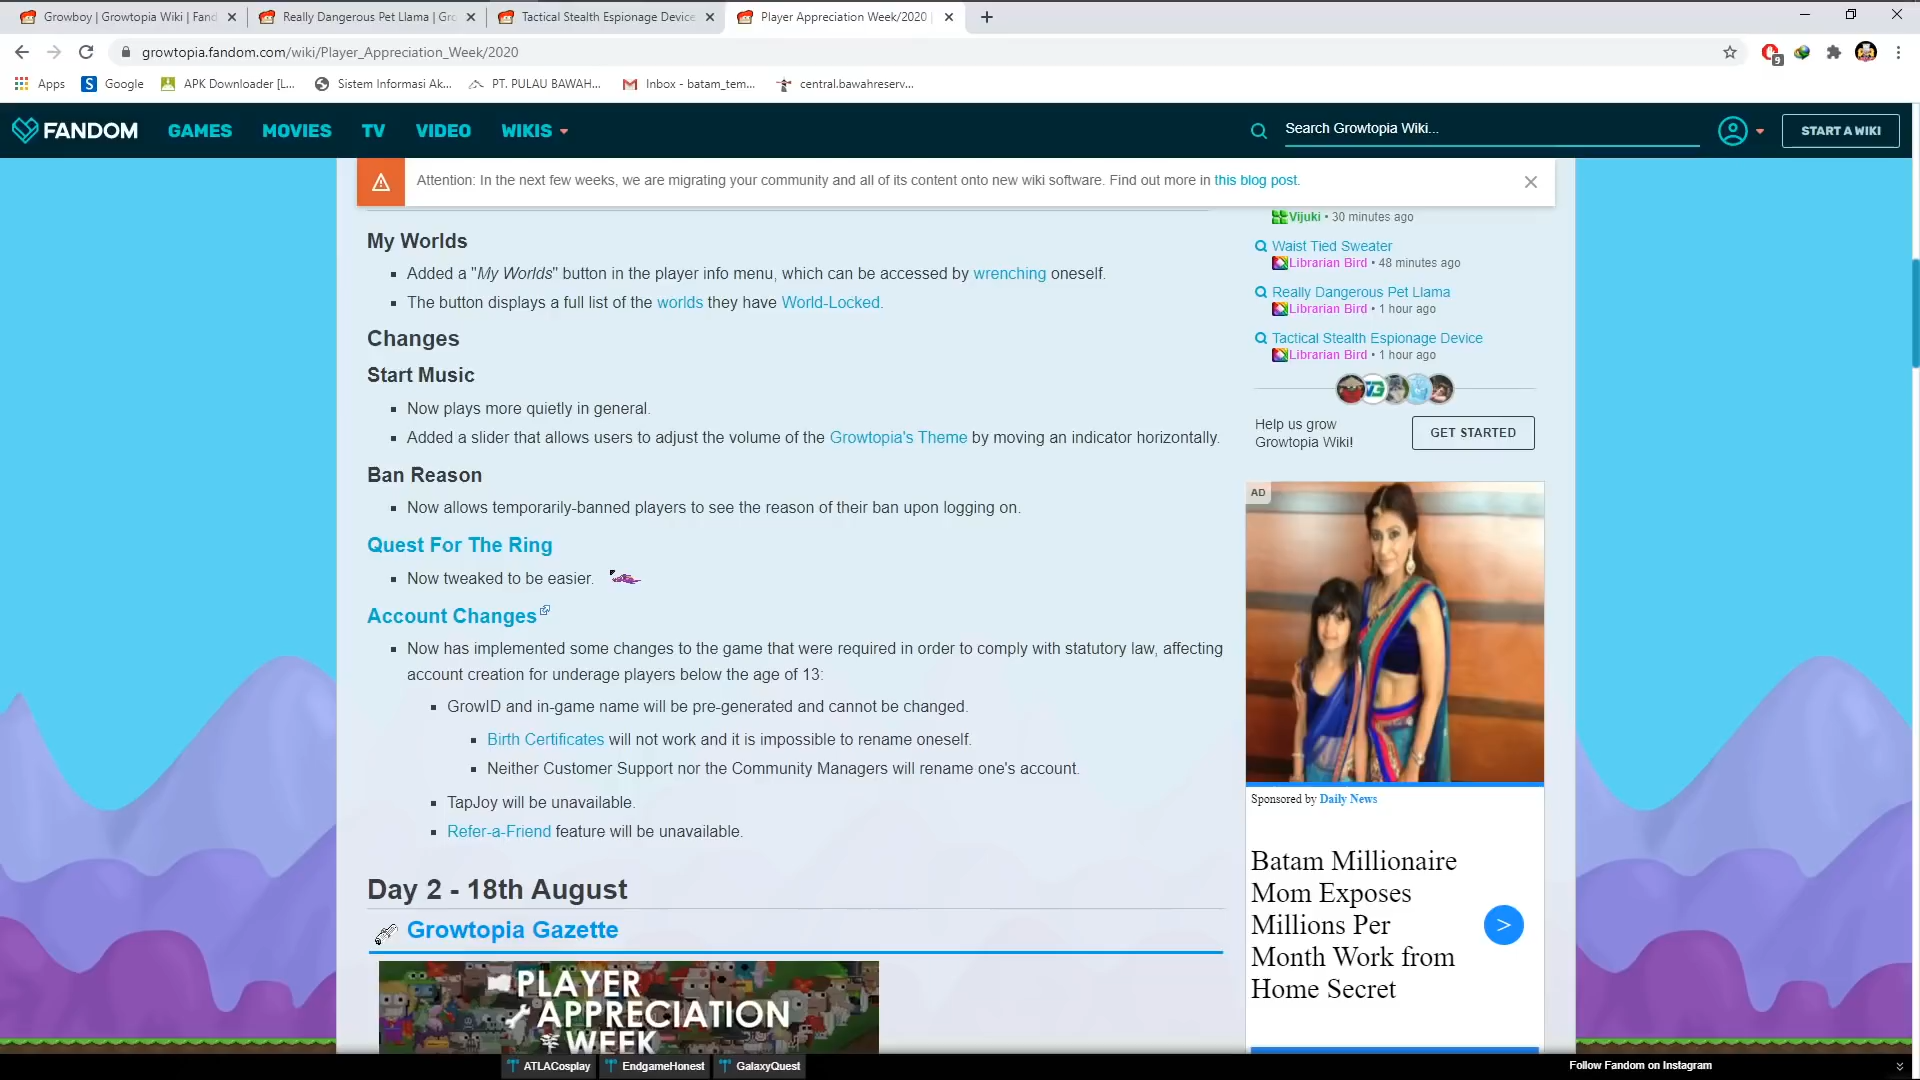 Growboy | Growtopia Wiki | Fand
Really Dangerous Pet Llama | Gro
Tactical Stealth Espionage Device
Player Appreciation Week/2020
growtopia.fandom.com/wiki/Player_Appreciation_Week/2020
9
Apps
Google
APK Downloader [L...
Sistem Informasi Ak...
PT. PULAU BAWAH...
Inbox - batam_tem...
central.bawahreserv...
FANDOM
GAMES
MOVIES
TV
VIDEO
WIKIS
Search Growtopia Wiki...
START A WIKI
Attention: In the next few weeks, we are migrating your community and all of its content onto new wiki software. Find out more in this blog post.
My Worlds
Added a "My Worlds" button in the player info menu, which can be accessed by wrenching oneself.
The button displays a full list of the worlds they have World-Locked.
Changes
Start Music
Now plays more quietly in general.
Added a slider that allows users to adjust the volume of the Growtopia's Theme by moving an indicator horizontally.
Ban Reason
Now allows temporarily-banned players to see the reason of their ban upon logging on.
Quest For The Ring
Now tweaked to be easier.
Account Changes
Now has implemented some changes to the game that were required in order to comply with statutory law, affecting
account creation for underage players below the age of 13:
GrowID and in-game name will be pre-generated and cannot be changed.
Birth Certificates will not work and it is impossible to rename oneself.
Neither Customer Support nor the Community Managers will rename one's account.
TapJoy will be unavailable.
Refer-a-Friend feature will be unavailable.
Day 2 - 18th August
Growtopia Gazette
PLAYER
APPRECIATION
WEEK
Vijuki • 30 minutes ago
Waist Tied Sweater
Librarian Bird • 48 minutes ago
Really Dangerous Pet Llama
Librarian Bird • 1 hour ago
Tactical Stealth Espionage Device
Librarian Bird • 1 hour ago
Help us grow
Growtopia Wiki!
GET STARTED
AD
Sponsored by Daily News
Batam Millionaire
Mom Exposes
Millions Per
Month Work from
Home Secret
>
ATLACosplay
EndgameHonest
GalaxyQuest
Follow Fandom on Instagram